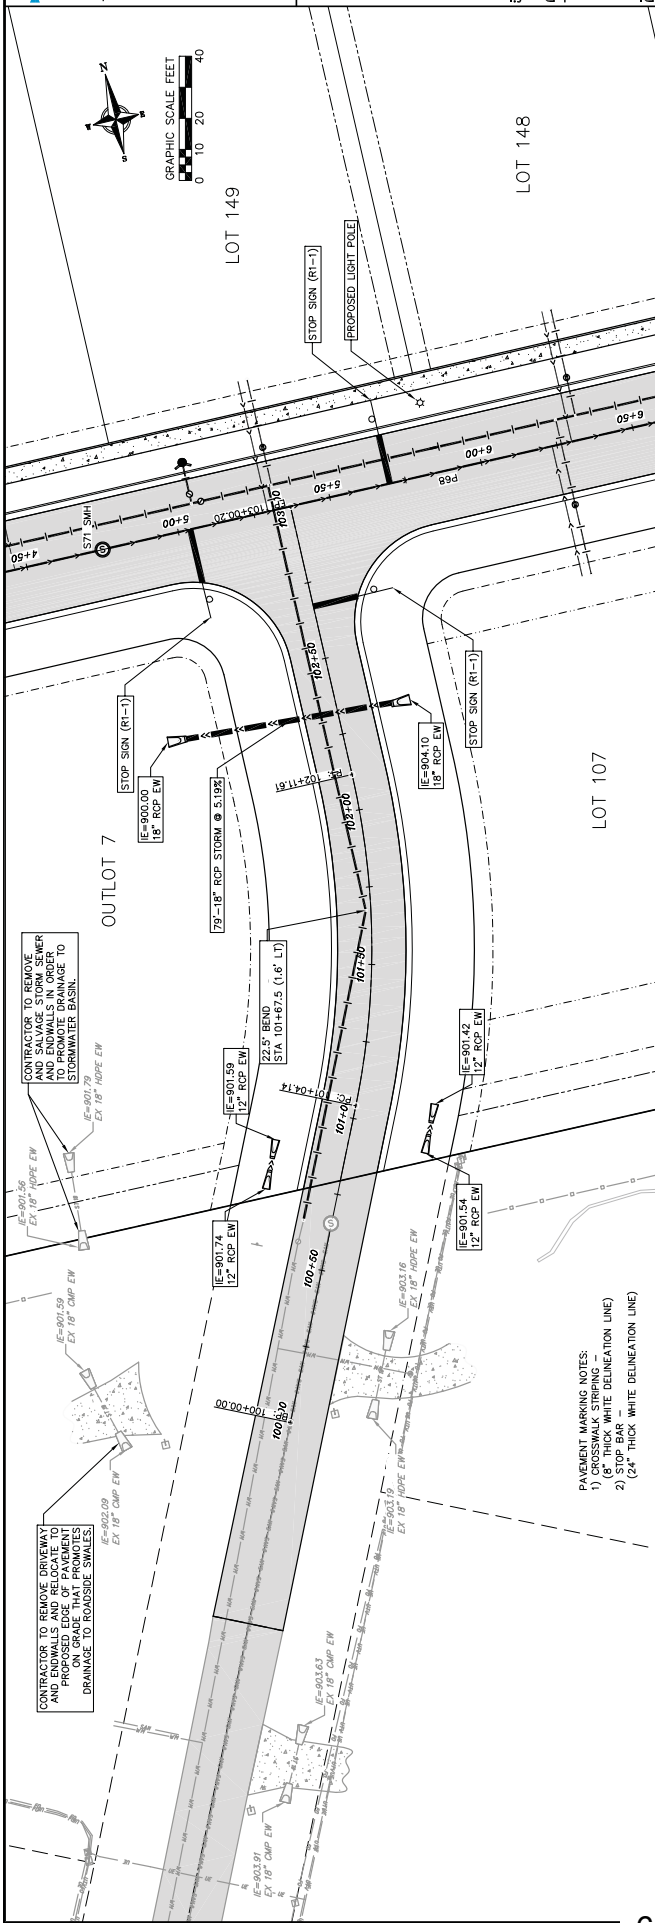 N
E
S
W
GRAPHIC SCALE FEET
0 10 20 40
LOT 149
LOT 148
STOP SIGN (R1-1)
PROPOSED LIGHT POLE
4+50
S71 SMH
5+00
103+00.20
5+50
6+00
P68
6+50
STOP SIGN (R1-1)
IE=900.00
18" RCP EW
79'-18" RCP STORM @ 5.19%
102+50
PC: 102+11.61
102+00
IE=904.10
18" RCP EW
STOP SIGN (R1-1)
OUTLOT 7
LOT 107
CONTRACTOR TO REMOVE
AND SALVAGE STORM SEWER
AND ENDWALLS IN ORDER
TO PROMOTE DRAINAGE TO
STORMWATER BASIN.
22.5° BEND
STA 101+67.5 (1.6' LT)
101+50
IE=901.59
12" RCP EW
IE=901.42
12" RCP EW
IE=901.79
EX 18" HDPE EW
IE=901.56
EX 18" HDPE EW
IE=901.74
12" RCP EW
IE=901.54
12" RCP EW
S
100+50
IE=901.59
EX 18" CMP EW
IE=903.16
EX 18" HDPE EW
100+00.00
IE=902.09
EX 18" CMP EW
IE=903.19
EX 18" HDPE EW
CONTRACTOR TO REMOVE DRIVEWAY
AND ENDWALLS AND RELOCATE TO
PROPOSED EDGE OF PAVEMENT
ON GRADE THAT PROMOTES
DRAINAGE TO ROADSIDE SWALES.
IE=903.63
EX 18" CMP EW
IE=903.91
EX 18" CMP EW
PAVEMENT MARKING NOTES:
1) CROSSWALK STRIPING –
(8" THICK WHITE DELINEATION LINE)
2) STOP BAR –
(24" THICK WHITE DELINEATION LINE)